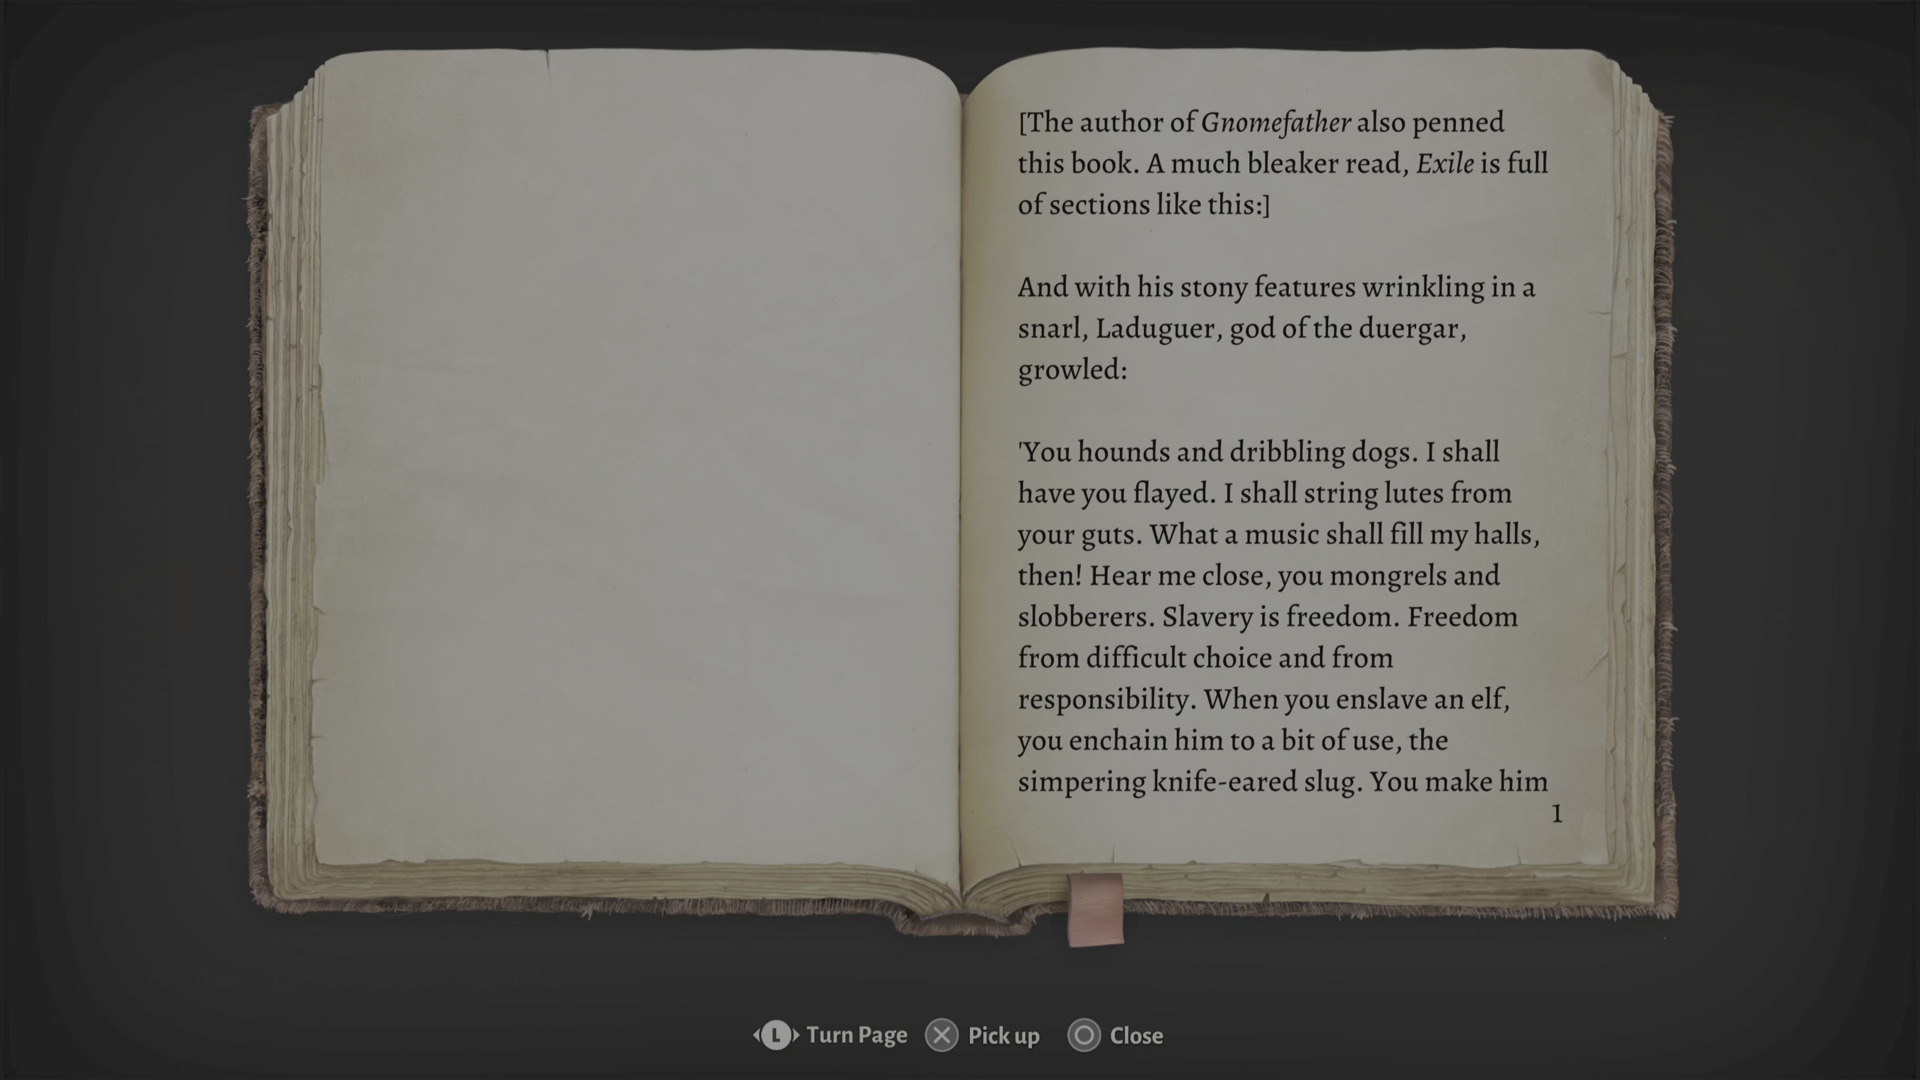 [The author of Gnomefather also penned
this book. A much bleaker read, Exile is full
of sections like this:]
And with his stony features wrinkling in a
snarl, Laduguer, god of the duergar,
growled:
'You hounds and dribbling dogs. I shall
have you flayed. I shall string lutes from
your guts. What a music shall fill my halls,
then! Hear me close, you mongrels and
slobberers. Slavery is freedom. Freedom
from difficult choice and from
responsibility. When you enslave an elf,
you enchain him to a bit of use, the
simpering knife-eared slug. You make him
1
L Turn Page Pick up Close